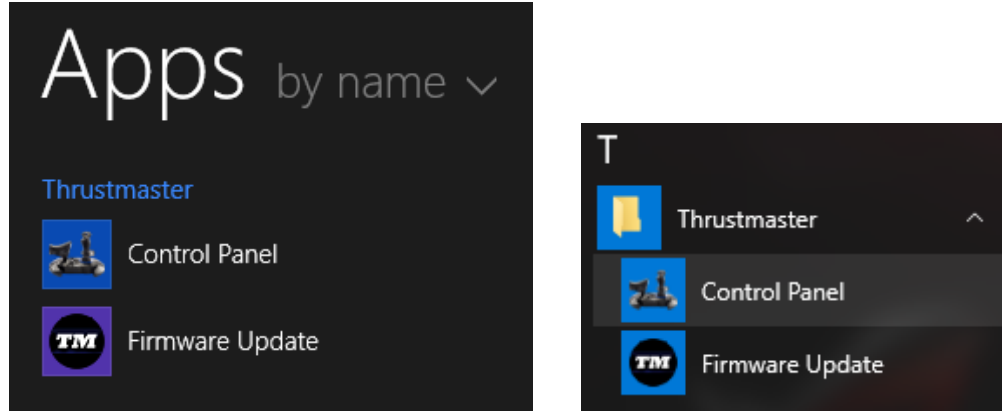 Apps by name
Thrustmaster
Control Panel
TM Firmware Update
T
Thrustmaster
Control Panel
TM Firmware Update